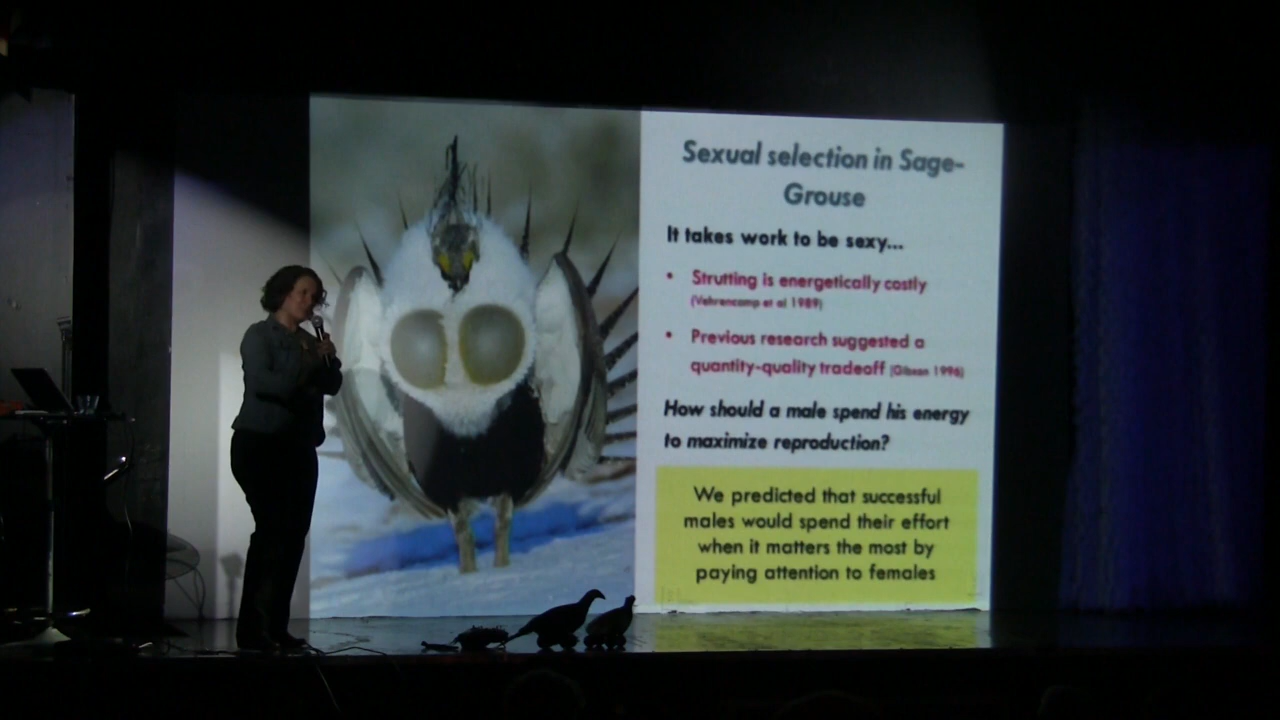 Sexual selection in Sage-
Grouse
It takes work to be sexy...
• Strutting is energetically costly
(Vehrencamp et al 1989)
• Previous research suggested a
quantity-quality tradeoff (Gibson 1996)
How should a male spend his energy
to maximize reproduction?
We predicted that successful
males would spend their effort
when it matters the most by
paying attention to females